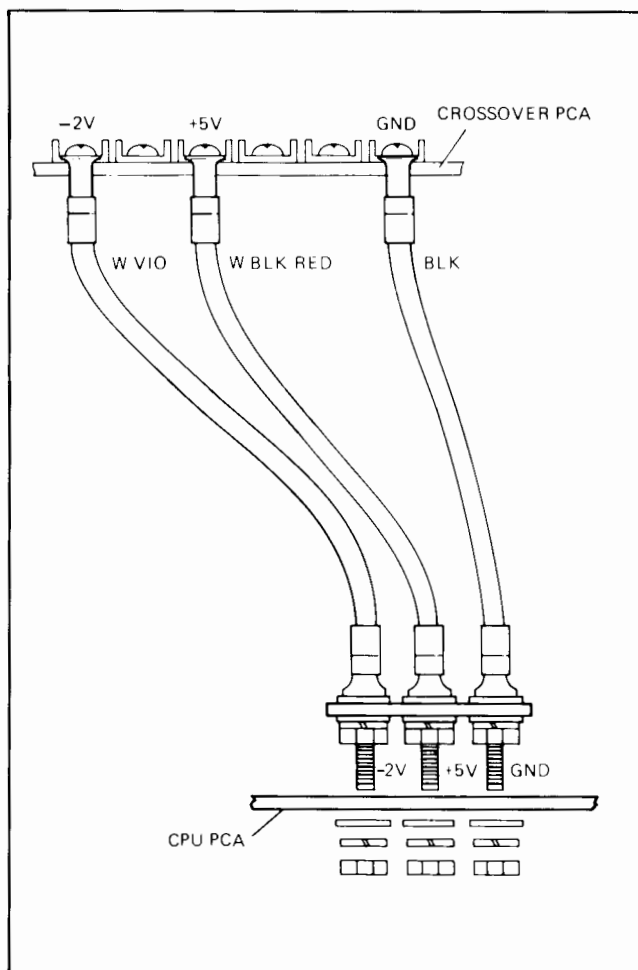 -2V +5V GND
CROSSOVER PCA
W VIO W BLK RED BLK
-2V +5V GND
CPU PCA